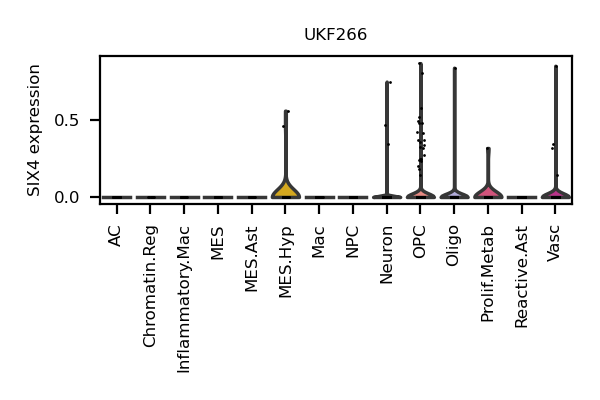 UKF266
SIX4 expression
0.5
0.0
AC
Chromatin.Reg
Inflammatory.Mac
MES
MES.Ast
MES.Hyp
Mac
NPC
Neuron
OPC
Oligo
Prolif.Metab
Reactive.Ast
Vasc